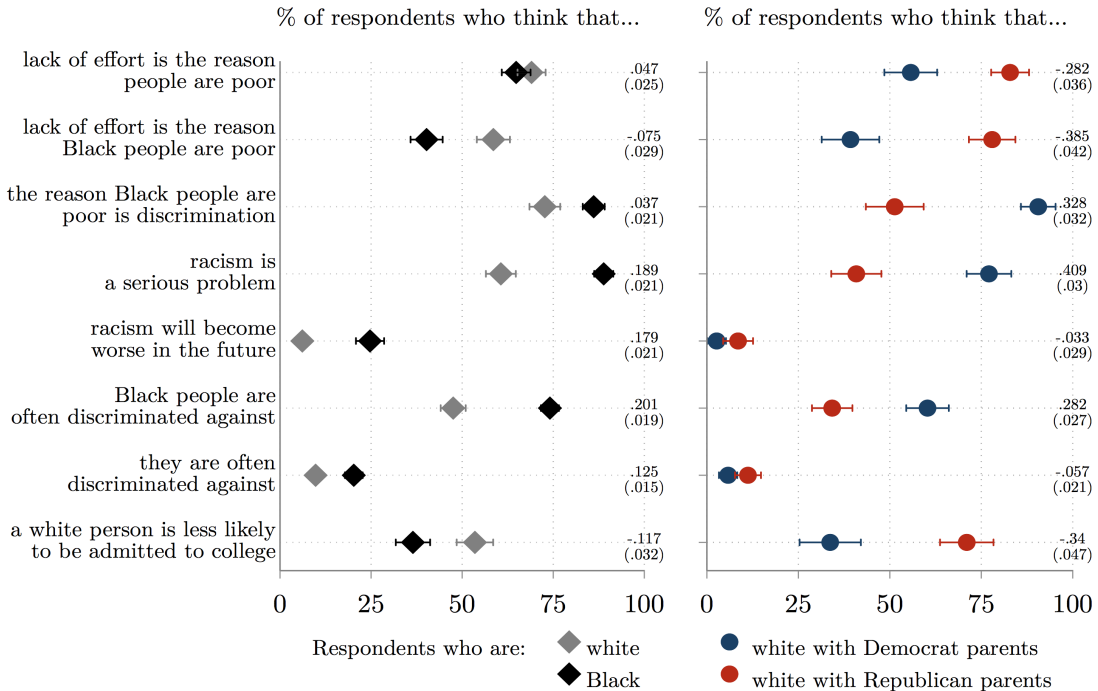 % of respondents who think that...
% of respondents who think that...
lack of effort is the reason
people are poor
.047
(.025)
-.282
(.036)
lack of effort is the reason
Black people are poor
-.075
(.029)
-.385
(.042)
the reason Black people are
poor is discrimination
.037
(.021)
.328
(.032)
racism is
a serious problem
.189
(.021)
.409
(.03)
racism will become
worse in the future
.179
(.021)
-.033
(.029)
Black people are
often discriminated against
.201
(.019)
.282
(.027)
they are often
discriminated against
.125
(.015)
-.057
(.021)
a white person is less likely
to be admitted to college
-.117
(.032)
-.34
(.047)
0 25 50 75 100
0 25 50 75 100
Respondents who are:
white
Black
white with Democrat parents
white with Republican parents